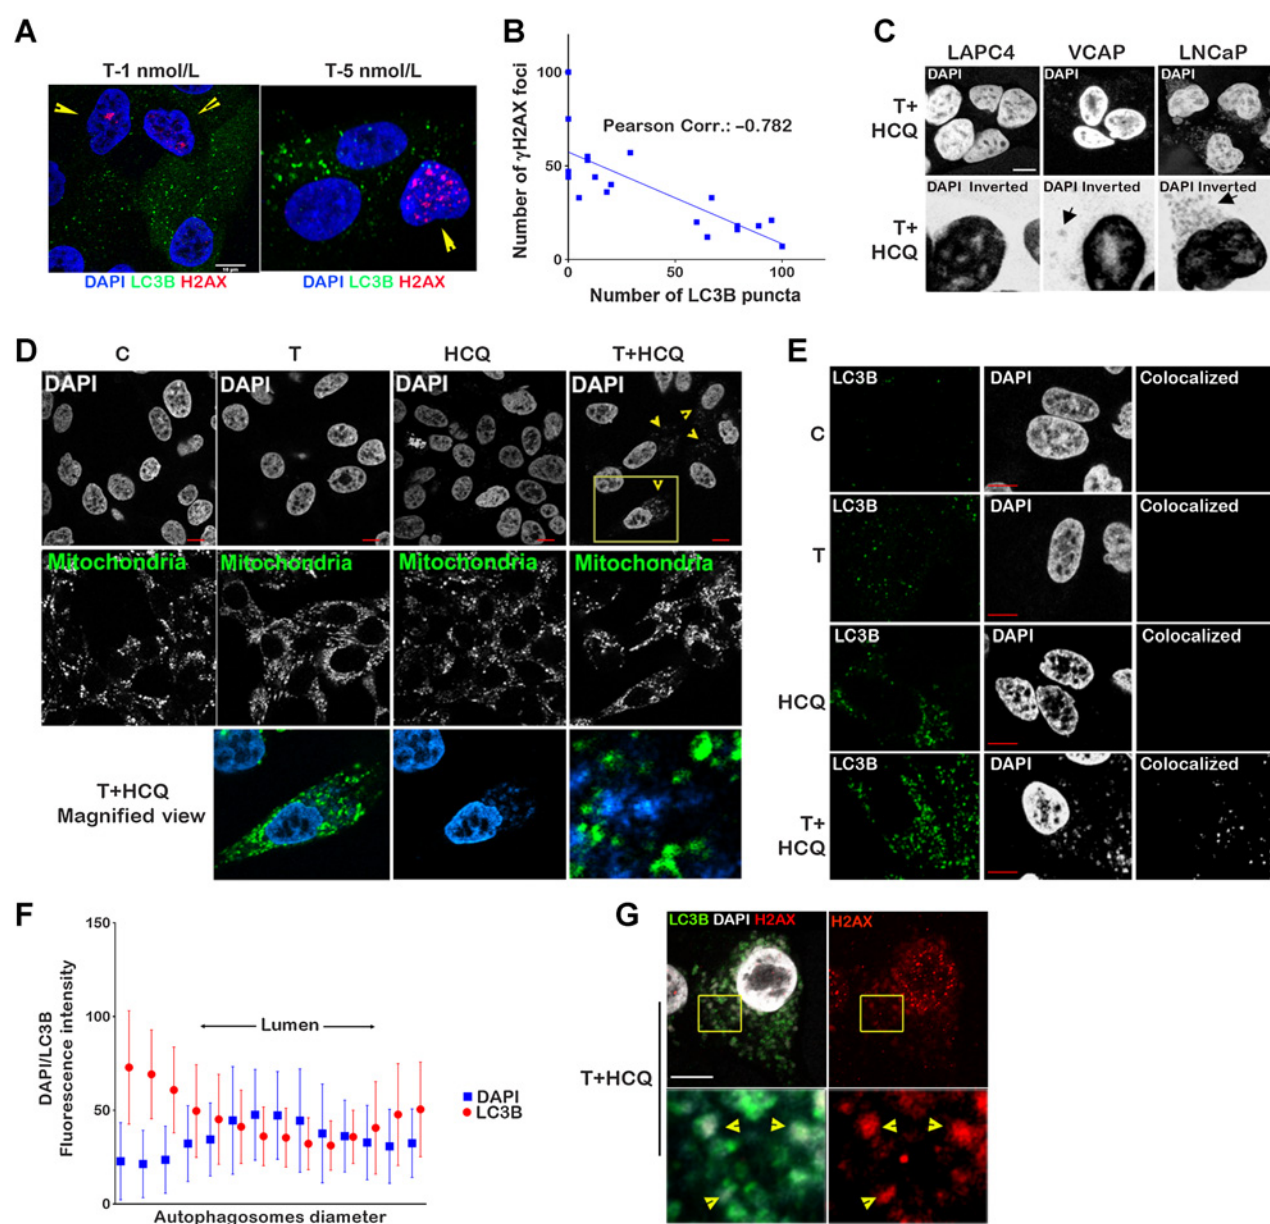 A
T-1 nmol/L
T-5 nmol/L
10 µm
DAPI LC3B H2AX
DAPI LC3B H2AX
B
Number of γH2AX foci
100
50
0
Pearson Corr.: –0.782
0
50
100
Number of LC3B puncta
C
LAPC4
VCAP
LNCaP
T+
HCQ
DAPI
DAPI
DAPI
T+
HCQ
DAPI Inverted
DAPI Inverted
DAPI Inverted
D
C
T
HCQ
T+HCQ
DAPI
DAPI
DAPI
DAPI
Mitochondria
Mitochondria
Mitochondria
Mitochondria
T+HCQ
Magnified view
E
C
LC3B
DAPI
Colocalized
T
LC3B
DAPI
Colocalized
HCQ
LC3B
DAPI
Colocalized
T+
HCQ
LC3B
DAPI
Colocalized
F
DAPI/LC3B
Fluorescence intensity
150
100
50
0
Lumen
DAPI
LC3B
Autophagosomes diameter
G
LC3B DAPI H2AX
H2AX
T+HCQ